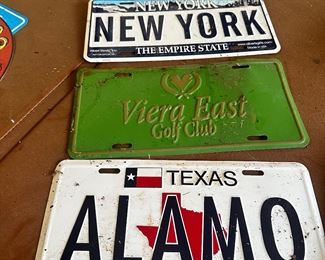 NEW YORK
NEW YORK
THE EMPIRE STATE
Viera East
Golf Club
TEXAS
ALAMO